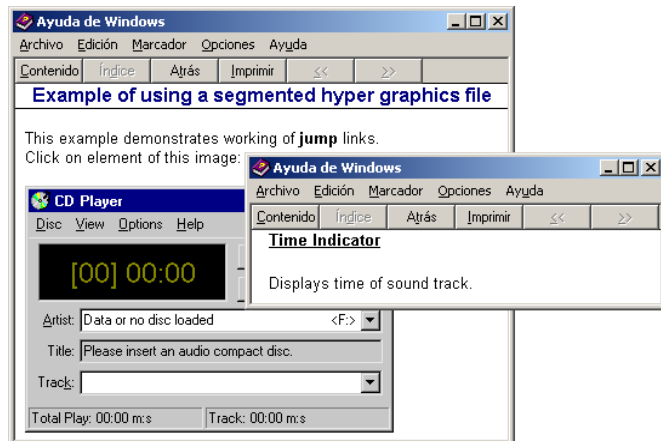 Ayuda de Windows
Archivo Edición Marcador Opciones Ayuda
Contenido Índice Atrás Imprimir << >>
Example of using a segmented hyper graphics file
This example demonstrates working of jump links.
Click on element of this image:
CD Player
Disc View Options Help
[00] 00:00
Artist: Data or no disc loaded <F:>
Title: Please insert an audio compact disc.
Track:
Total Play: 00:00 m:s Track: 00:00 m:s
Ayuda de Windows
Archivo Edición Marcador Opciones Ayuda
Contenido Índice Atrás Imprimir << >>
Time Indicator
Displays time of sound track.